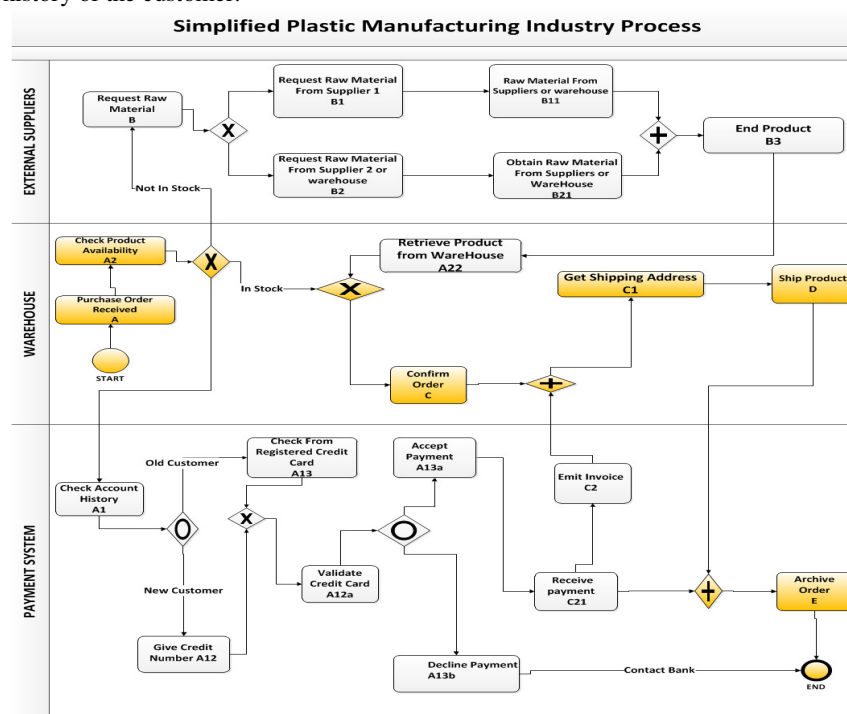 history of the customer.
Simplified Plastic Manufacturing Industry Process
EXTERNAL SUPPLIERS
Request Raw
Material
B
X
Request Raw Material
From Supplier 1
B1
Raw Material From
Suppliers or warehouse
B11
Request Raw Material
From Supplier 2 or
warehouse
B2
Obtain Raw Material
From Suppliers or
WareHouse
B21
+
End Product
B3
Not In Stock
WAREHOUSE
Check Product
Availability
A2
Purchase Order
Received
A
START
X
In Stock
Retrieve Product
from WareHouse
A22
X
Confirm
Order
C
+
Get Shipping Address
C1
Ship Product
D
PAYMENT SYSTEM
Check Account
History
A1
Old Customer
O
New Customer
Check From
Registered Credit
Card
A13
X
Give Credit
Number A12
Validate
Credit Card
A12a
O
Accept
Payment
A13a
Decline Payment
A13b
Emit Invoice
C2
Receive
payment
C21
+
Archive
Order
E
Contact Bank
END